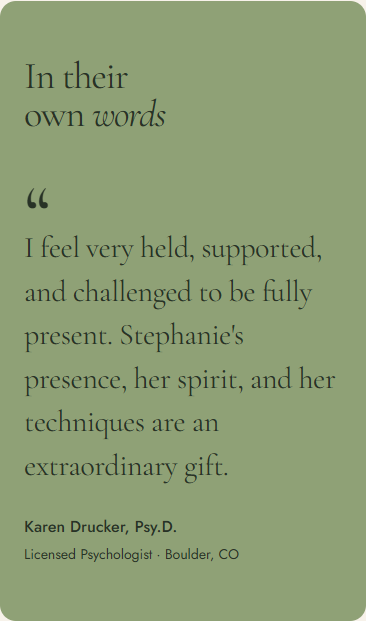 In their
own words
“
I feel very held, supported,
and challenged to be fully
present. Stephanie's
presence, her spirit, and her
techniques are an
extraordinary gift.
Karen Drucker, Psy.D.
Licensed Psychologist · Boulder, CO